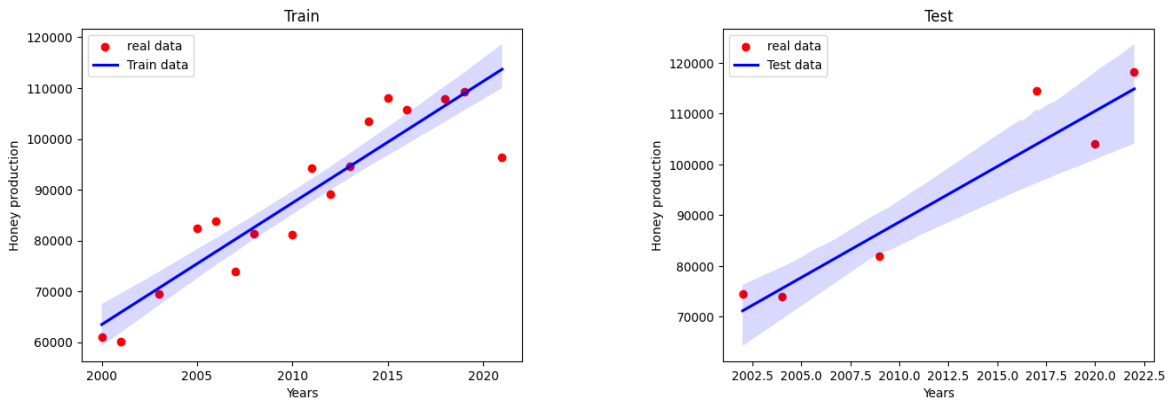 Train
120000
110000
100000
90000
80000
70000
60000
Honey production
real data
Train data
2000 2005 2010 2015 2020
Years
Test
120000
110000
100000
90000
80000
70000
Honey production
real data
Test data
2002.5 2005.0 2007.5 2010.0 2012.5 2015.0 2017.5 2020.0 2022.5
Years